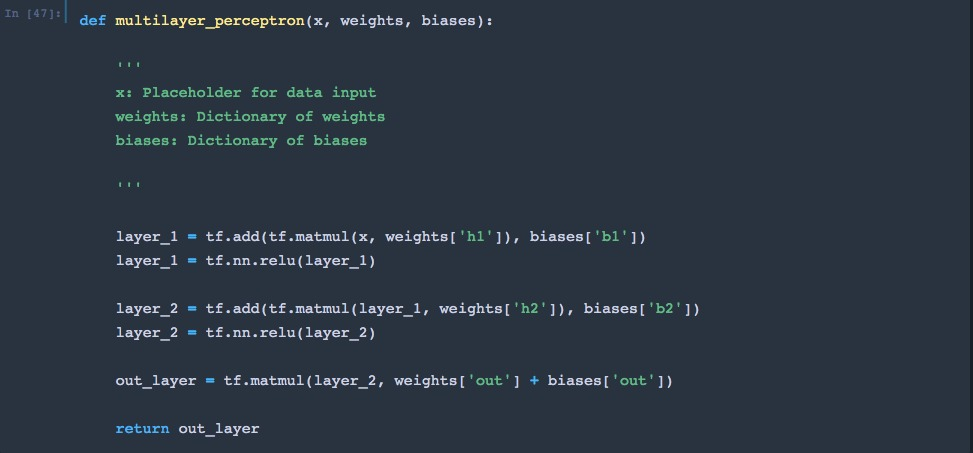 In [47]:
def multilayer_perceptron(x, weights, biases):
'''
x: Placeholder for data input
weights: Dictionary of weights
biases: Dictionary of biases
'''
layer_1 = tf.add(tf.matmul(x, weights['h1']), biases['b1'])
layer_1 = tf.nn.relu(layer_1)
layer_2 = tf.add(tf.matmul(layer_1, weights['h2']), biases['b2'])
layer_2 = tf.nn.relu(layer_2)
out_layer = tf.matmul(layer_2, weights['out'] + biases['out'])
return out_layer